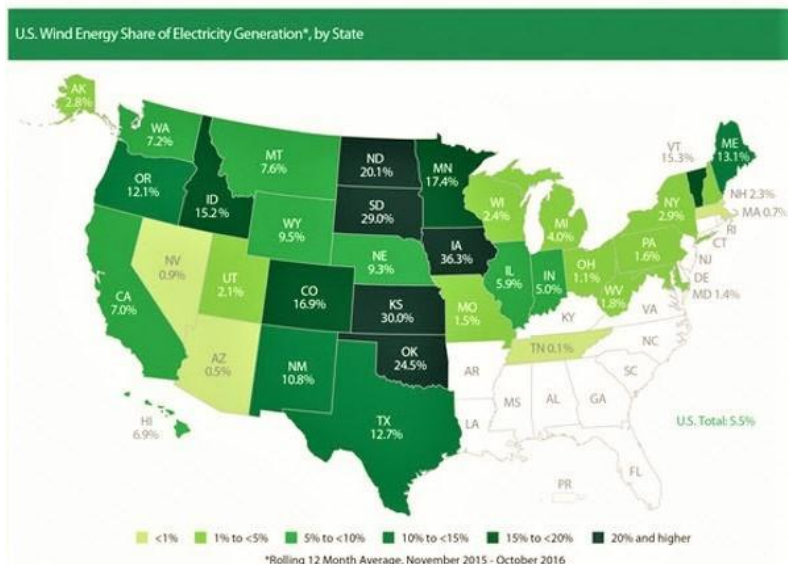 U.S. Wind Energy Share of Electricity Generation*, by State
AK
2.8%
WA
7.2%
OR
12.1%
CA
7.0%
NV
0.9%
ID
15.2%
MT
7.6%
WY
9.5%
UT
2.1%
AZ
0.5%
CO
16.9%
NM
10.8%
ND
20.1%
SD
29.0%
NE
9.3%
KS
30.0%
OK
24.5%
TX
12.7%
MN
17.4%
IA
36.3%
MO
1.5%
AR
LA
WI
2.4%
IL
5.9%
MI
4.0%
IN
5.0%
OH
1.1%
KY
TN 0.1%
MS
AL
GA
FL
SC
NC
VA
WV
1.8%
PA
1.6%
NY
2.9%
VT
15.3%
ME
13.1%
NH 2.3%
MA 0.7%
RI
CT
NJ
DE
MD 1.4%
HI
6.9%
PR
U.S. Total: 5.5%
<1%
1% to <5%
5% to <10%
10% to <15%
15% to <20%
20% and higher
*Rolling 12 Month Average, November 2015 - October 2016